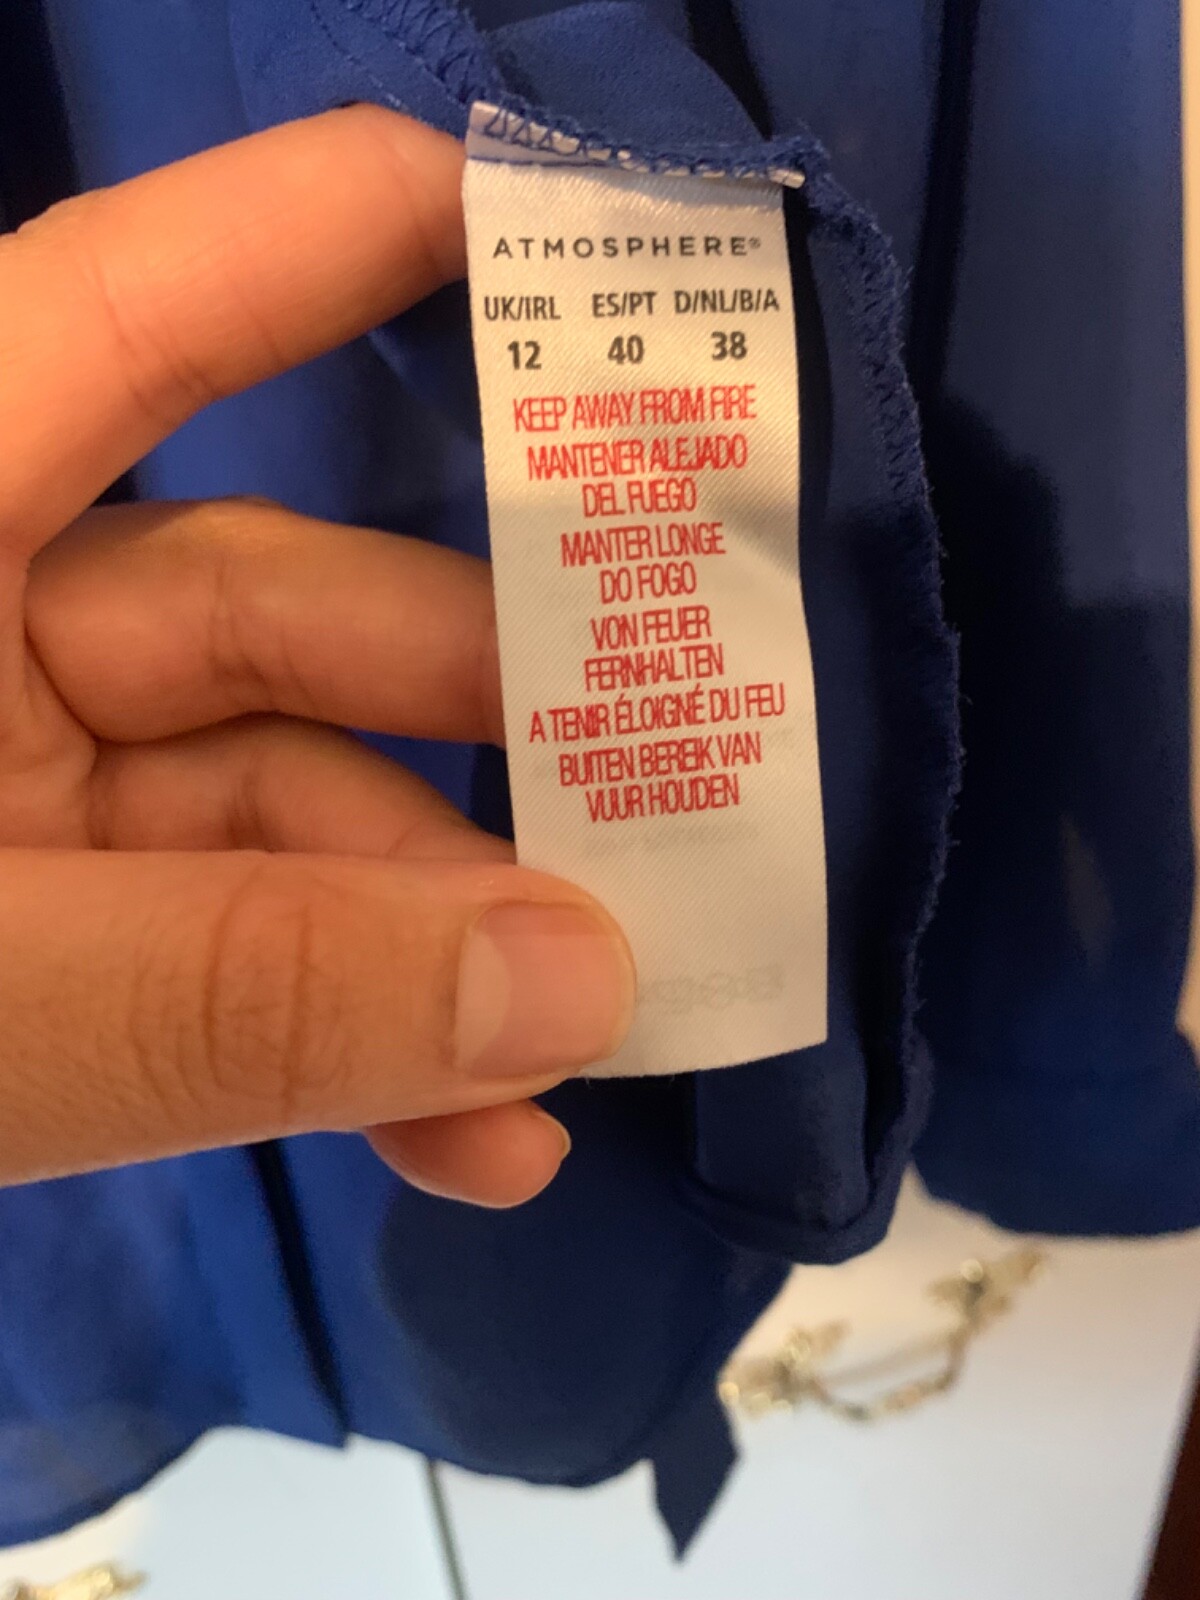 ATMOSPHERE®
UK/IRL ES/PT D/NL/B/A
12 40 38
KEEP AWAY FROM FIRE
MANTENER ALEJADO
DEL FUEGO
MANTER LONGE
DO FOGO
VON FEUER
FERNHALTEN
A TENIR ÉLOIGNÉ DU FEU
BUITEN BEREIK VAN
VUUR HOUDEN